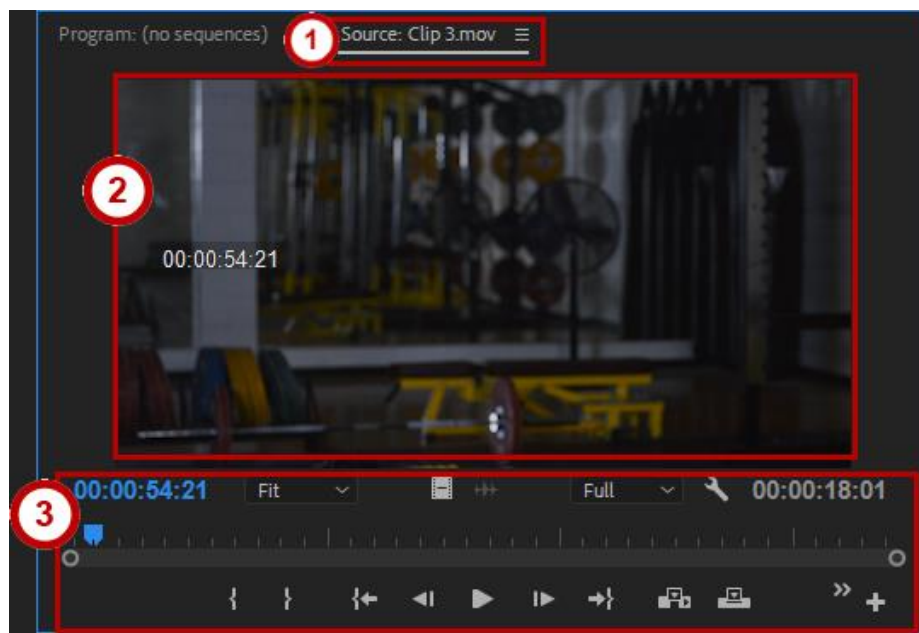 Program: (no sequences) 1 Source: Clip 3.mov
2
00:00:54:21
00:00:54:21 Fit Full 00:00:18:01
3